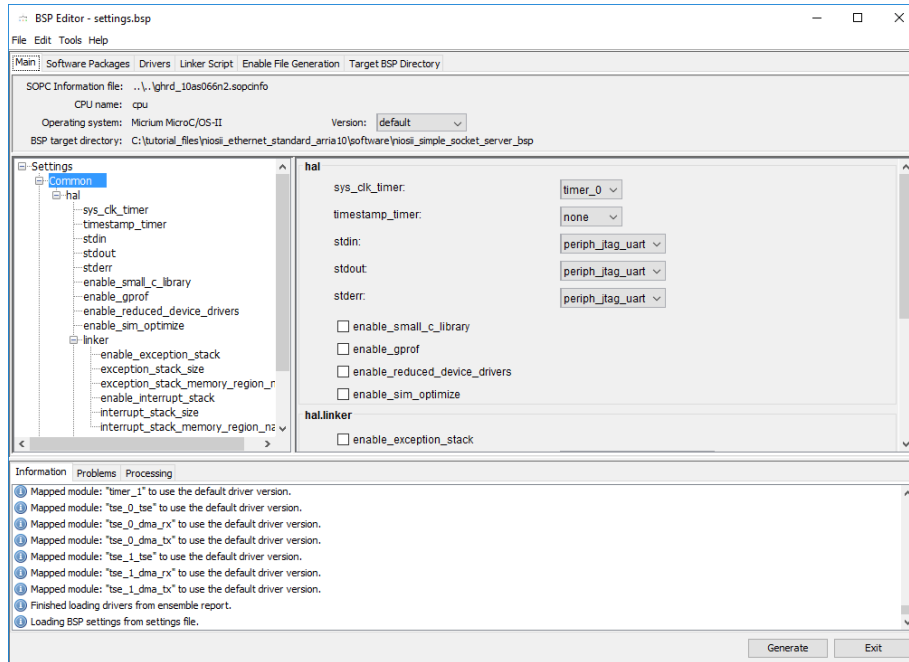 BSP Editor - settings.bsp
File Edit Tools Help
Main Software Packages Drivers Linker Script Enable File Generation Target BSP Directory
SOPC Information file: ..\..\ghrd_10as066n2.sopcinfo
CPU name: cpu
Operating system: Micrium MicroC/OS-II Version: default
BSP target directory: C:\tutorial_files\niosii_ethernet_standard_arria10\software\niosii_simple_socket_server_bsp
Settings
Common
hal
sys_clk_timer
timestamp_timer
stdin
stdout
stderr
enable_small_c_library
enable_gprof
enable_reduced_device_drivers
enable_sim_optimize
linker
enable_exception_stack
exception_stack_size
exception_stack_memory_region_n
enable_interrupt_stack
interrupt_stack_size
interrupt_stack_memory_region_na
hal
sys_clk_timer: timer_0
timestamp_timer: none
stdin: periph_jtag_uart
stdout: periph_jtag_uart
stderr: periph_jtag_uart
enable_small_c_library
enable_gprof
enable_reduced_device_drivers
enable_sim_optimize
hal.linker
enable_exception_stack
Information Problems Processing
Mapped module: "timer_1" to use the default driver version.
Mapped module: "tse_0_tse" to use the default driver version.
Mapped module: "tse_0_dma_rx" to use the default driver version.
Mapped module: "tse_0_dma_tx" to use the default driver version.
Mapped module: "tse_1_tse" to use the default driver version.
Mapped module: "tse_1_dma_rx" to use the default driver version.
Mapped module: "tse_1_dma_tx" to use the default driver version.
Finished loading drivers from ensemble report.
Loading BSP settings from settings file.
Generate Exit